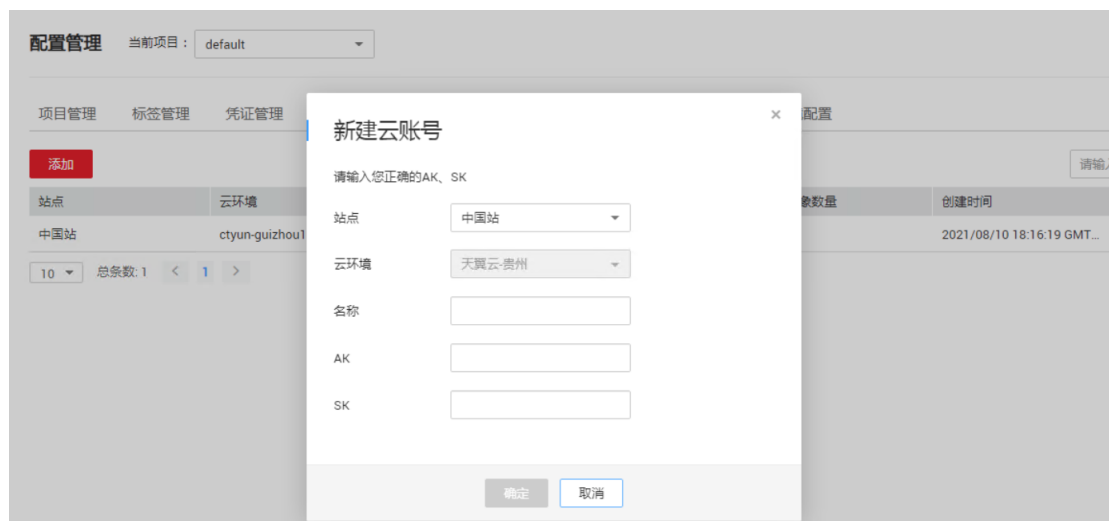 配置管理 当前项目： default
项目管理 标签管理 凭证管理 配置
新建云账号 ×
添加
请输入您正确的AK、SK
请输
站点 云环境 数量 创建时间
站点 中国站
中国站 ctyun-guizhou1 2021/08/10 18:16:19 GMT...
云环境 天翼云-贵州
10 总条数: 1 < 1 >
名称
AK
SK
确定 取消